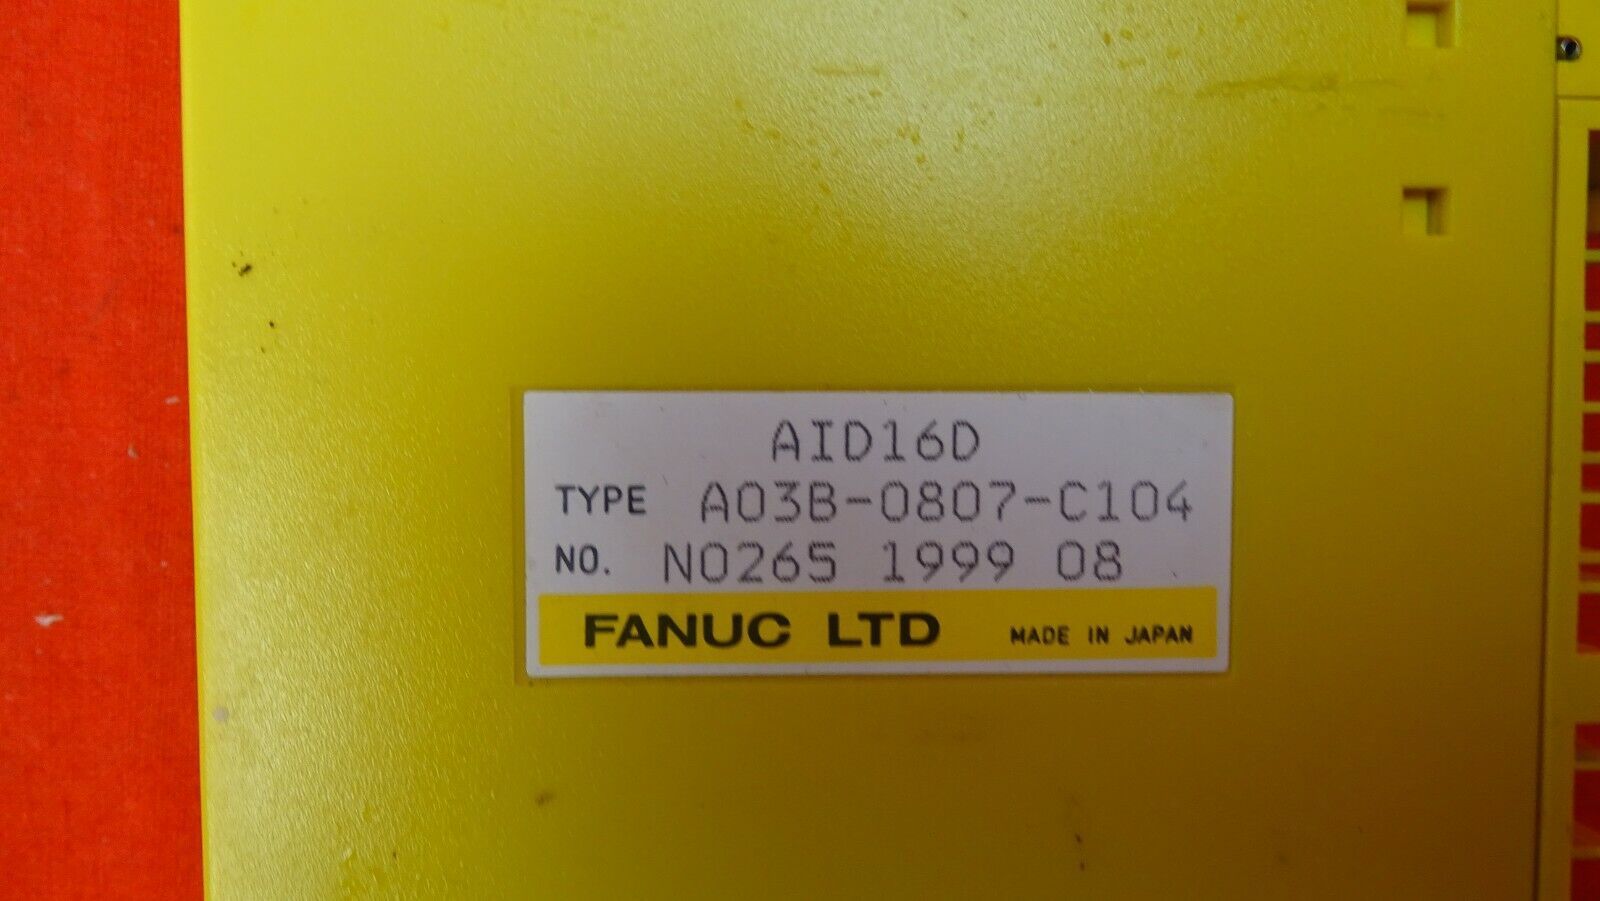 AID16D
TYPE A03B-0807-C104
NO. N0265 1999 08
FANUC LTD MADE IN JAPAN